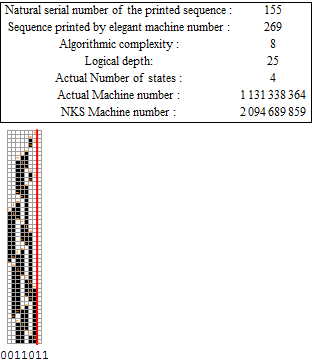 Natural serial number of the printed sequence : 155
Sequence printed by elegant machine number : 269
Algorithmic complexity : 8
Logical depth: 25
Actual Number of states : 4
Actual Machine number : 1 131 338 364
NKS Machine number : 2 094 689 859
0011011